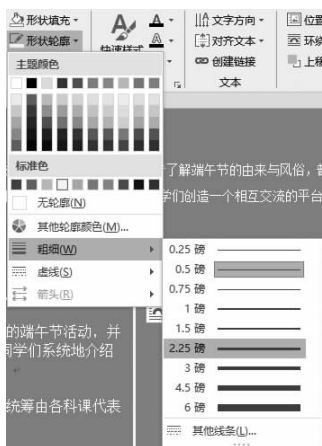 形状填充
形状轮廓
快速样式
文字方向
对齐文本
创建链接
文本
位置
环绕
上移
主题颜色
标准色
无轮廓(N)
其他轮廓颜色(M)...
粗细(W)
虚线(S)
箭头(R)
了解端午节的由来与风俗，
学们创造一个相互交流的平台
0.25 磅
0.5 磅
0.75 磅
1 磅
1.5 磅
2.25 磅
3 磅
4.5 磅
6 磅
其他线条(L)...
的端午节活动，并
同学们系统地介绍
统筹由各科课代表